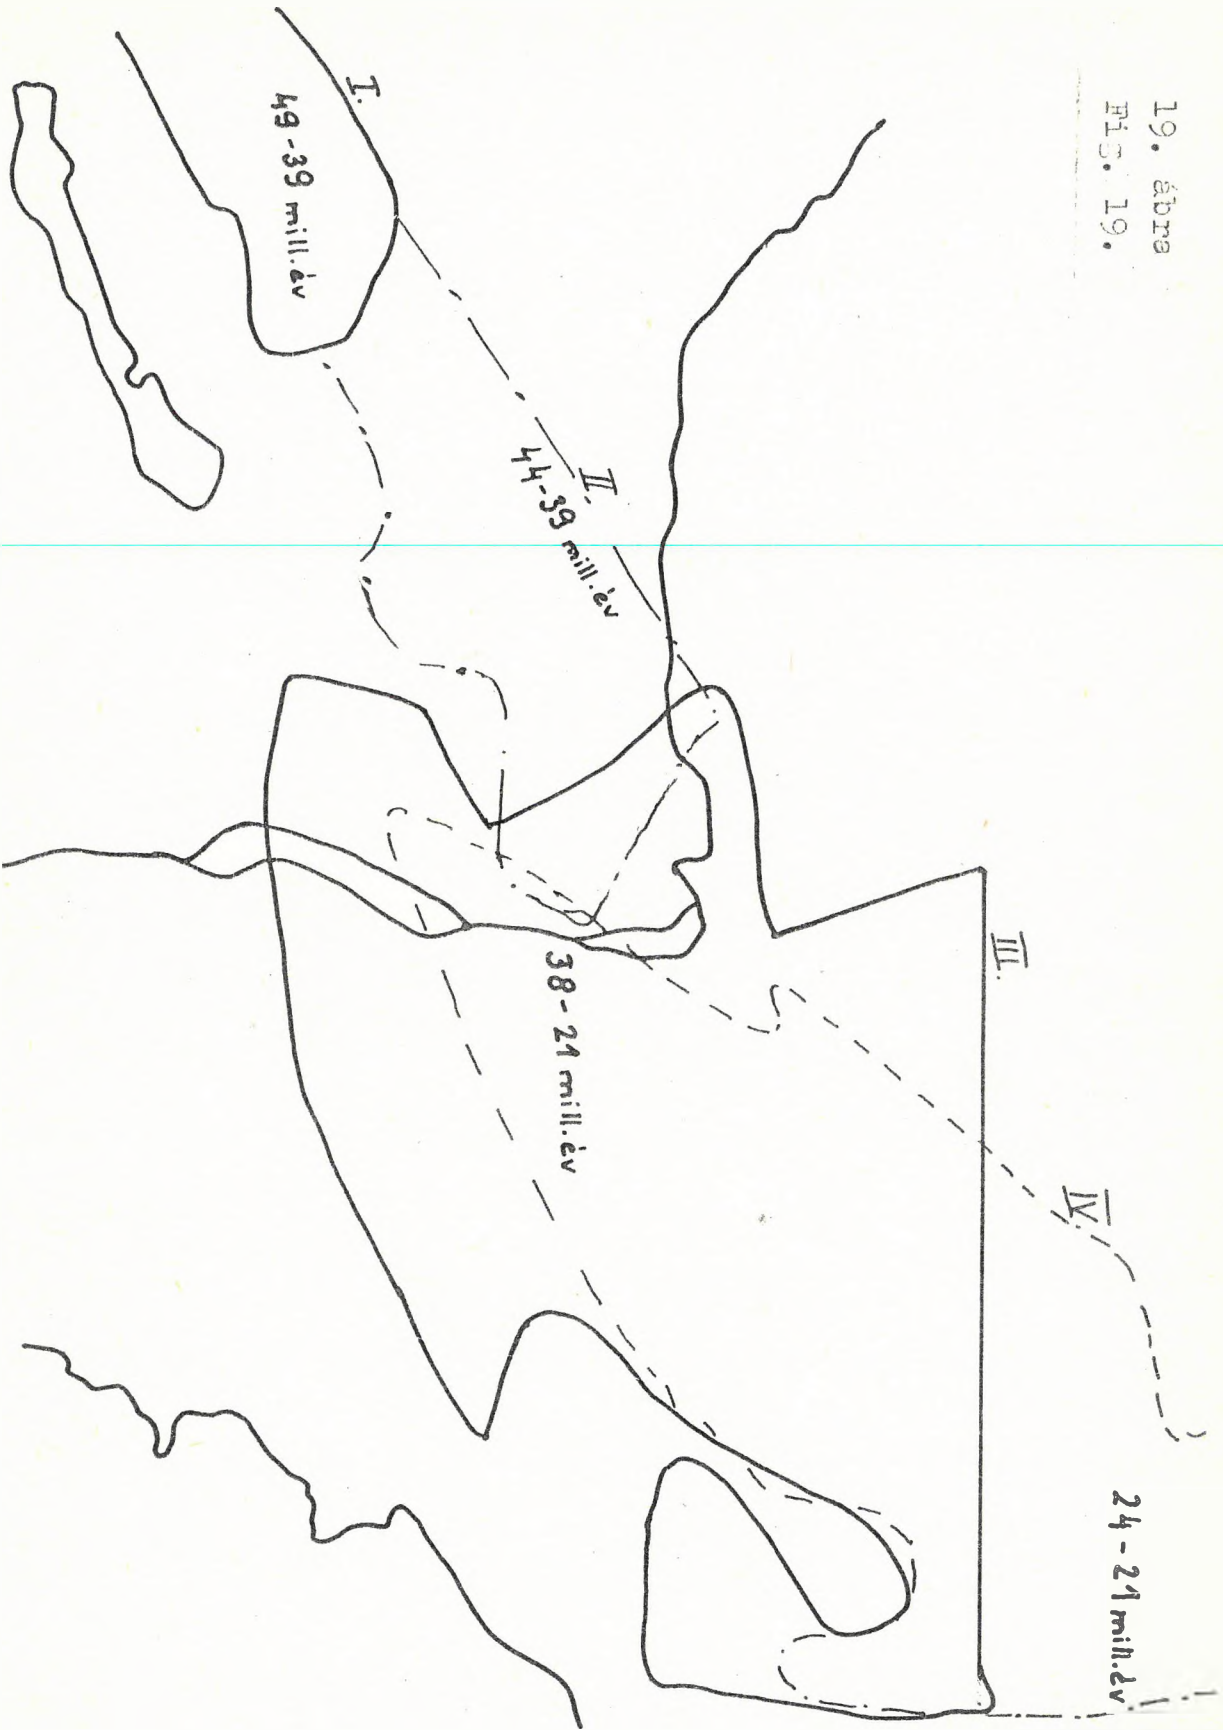 19. ábra
Fig. 19.
I.
49-39 mill.év
II.
44-39 mill.év
III.
38-21 mill.év
IV.
24-21 mill.év